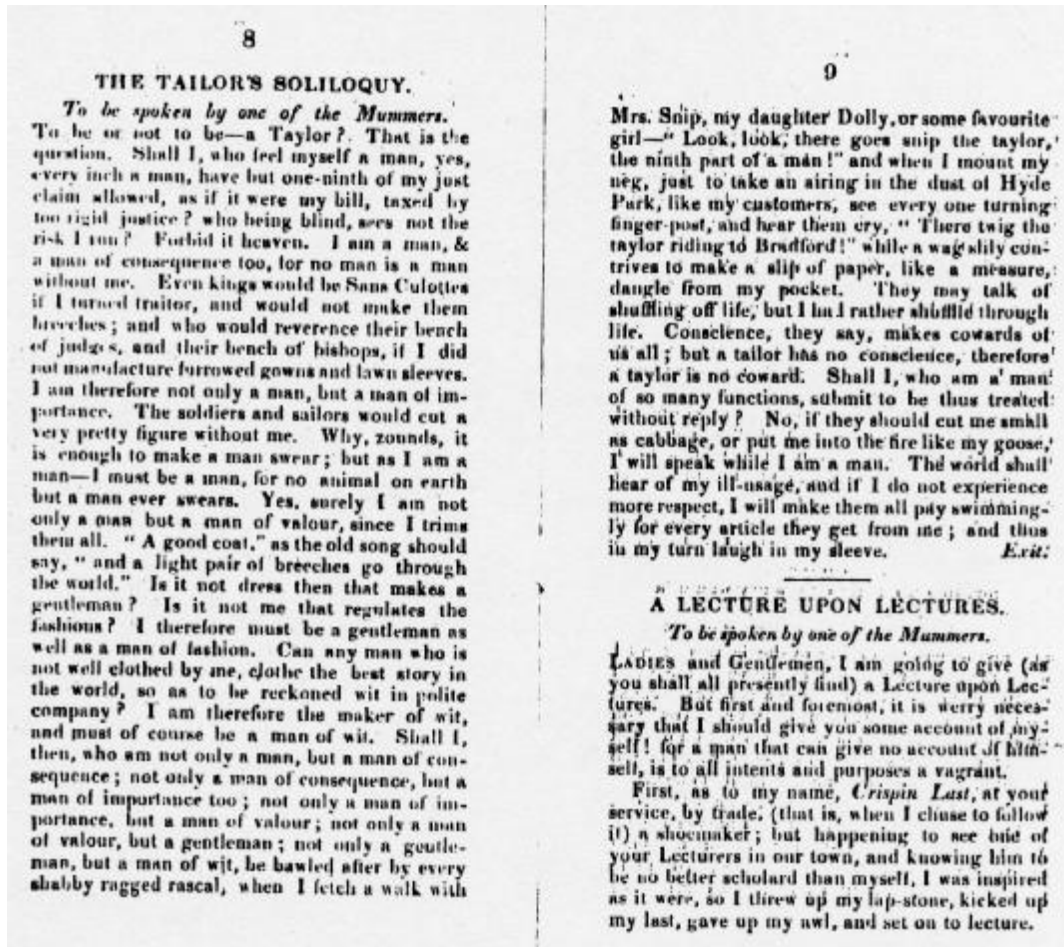 8
THE TAILOR'S SOLILOQUY.
To be spoken by one of the Mummers.
To be or not to be—a Taylor? That is the
question. Shall I, who feel myself a man, yes,
every inch a man, have but one-ninth of my just
claim allowed, as if it were my bill, taxed by
too rigid justice? who being blind, sees not the
risk I run? Forbid it heaven. I am a man, &
a man of consequence too, for no man is a man
without me. Even kings would be Sans Culottes
if I turned traitor, and would not make them
breeches; and who would reverence their bench
of judges, and their bench of bishops, if I did
not manufacture furrowed gowns and lawn sleeves.
I am therefore not only a man, but a man of im-
portance. The soldiers and sailors would cut a
very pretty figure without me. Why, zounds, it
is enough to make a man swear; but as I am a
man—I must be a man, for no animal on earth
but a man ever swears. Yes, surely I am not
only a man but a man of valour, since I trims
them all. "A good coat," as the old song should
say, "and a light pair of breeches go through
the world." Is it not dress then that makes a
gentleman? Is it not me that regulates the
fashions? I therefore must be a gentleman as
well as a man of fashion. Can any man who is
not well clothed by me, clothe the best story in
the world, so as to be reckoned wit in polite
company? I am therefore the maker of wit,
and must of course be a man of wit. Shall I,
then, who am not only a man, but a man of con-
sequence; not only a man of consequence, but a
man of importance too; not only a man of im-
portance, but a man of valour; not only a man
of valour, but a gentleman; not only a gentle-
man, but a man of wit, be bawled after by every
shabby ragged rascal, when I fetch a walk with
9
Mrs. Snip, my daughter Dolly, or some favourite
girl—"Look, look, there goes snip the taylor,
the ninth part of a man!" and when I mount my
neg, just to take an airing in the dust of Hyde
Park, like my customers, see every one turning
finger-post, and hear them cry, "There twig the
taylor riding to Bradford!" while a wag slily con-
trives to make a slip of paper, like a measure,
dangle from my pocket. They may talk of
shuffling off life, but I had rather shuffle through
life. Conscience, they say, makes cowards of
us all; but a tailor has no conscience, therefore
a taylor is no coward. Shall I, who am a man
of so many functions, submit to be thus treated
without reply? No, if they should cut me small
as cabbage, or put me into the fire like my goose,
I will speak while I am a man. The world shall
hear of my ill-usage, and if I do not experience
more respect, I will make them all pay swimming-
ly for every article they get from me; and thus
in my turn laugh in my sleeve. Exit.
A LECTURE UPON LECTURES.
To be spoken by one of the Mummers.
LADIES and Gentlemen, I am going to give (as
you shall all presently find) a Lecture upon Lec-
tures. But first and foremost, it is werry neces-
sary that I should give you some account of my-
self! for a man that can give no account of him-
self, is to all intents and purposes a vagrant.
First, as to my name, Crispin Last, at your
service, by trade, (that is, when I chuse to follow
it) a shoemaker; but happening to see one of
your Lecturers in our town, and knowing him to
be no better scholard than myself, I was inspired
as it were, so I threw up my lap-stone, kicked up
my last, gave up my awl, and set on to lecture.